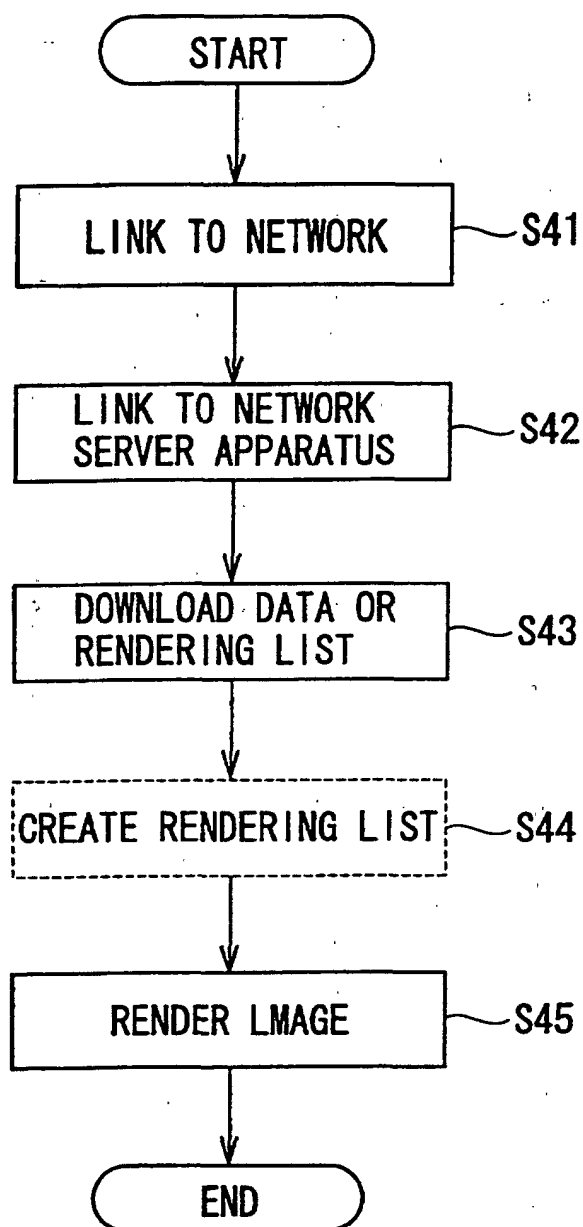 START
LINK TO NETWORK
S41
LINK TO NETWORK
SERVER APPARATUS
S42
DOWNLOAD DATA OR
RENDERING LIST
S43
CREATE RENDERING LIST
S44
RENDER LMAGE
S45
END